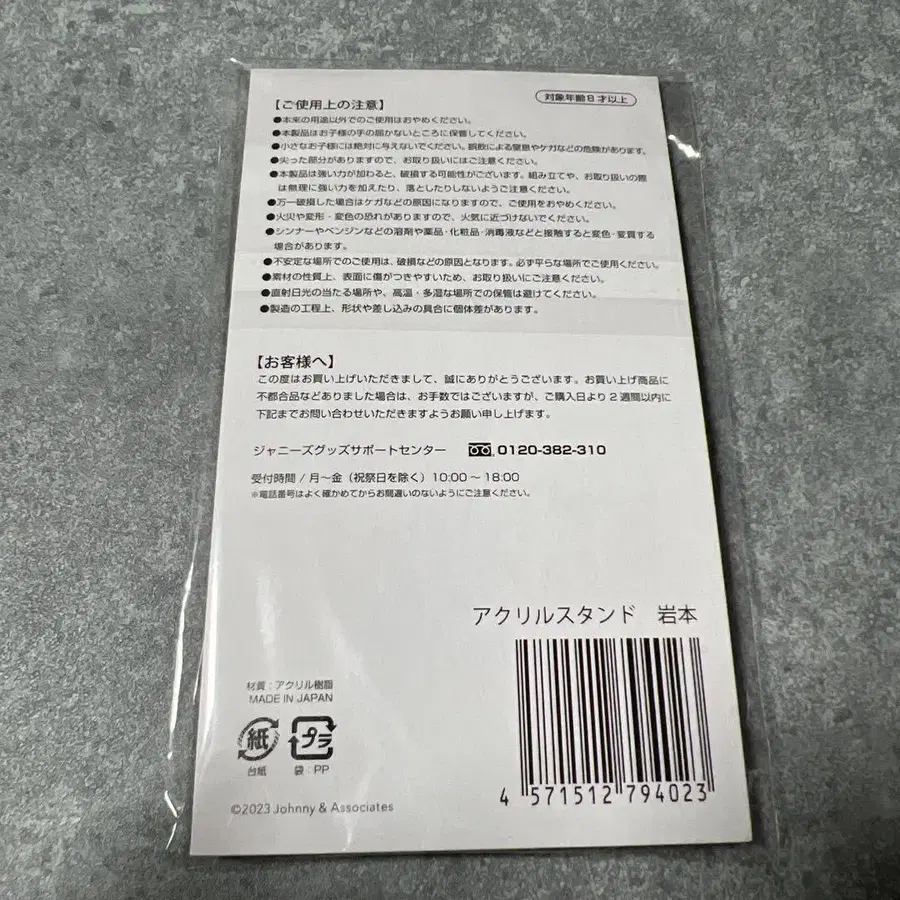 【ご使用上の注意】
対象年齢8才以上
●本来の用途以外でのご使用はおやめください。
●本製品はお子様の手の届かないところに保管してください。
●小さなお子様には絶対に与えないでください。誤飲による窒息やケガなどの危険があります。
●尖った部分がありますので、お取り扱いにはご注意ください。
●本製品は強い力が加わると、破損する可能性がございます。組み立てや、お取り扱いの際
は無理に強い力を加えたり、落としたりしないようご注意ください。
●万一破損した場合はケガなどの原因になりますので、ご使用をおやめください。
●火災や変形・変色の恐れがありますので、火気に近づけないでください。
●シンナーやベンジンなどの溶剤や薬品・化粧品・消毒液などと接触すると変色・変質する
場合があります。
●不安定な場所でのご使用は、破損などの原因となります。必ず平らな場所でご使用ください。
●素材の性質上、表面に傷がつきやすいため、お取り扱いにご注意ください。
●直射日光の当たる場所や、高温・多湿な場所での保管は避けてください。
●製造の工程上、形状や差し込みの具合に個体差があります。
【お客様へ】
この度はお買い上げいただきまして、誠にありがとうございます。お買い上げ商品に
不都合品などありました場合は、お手数ではございますが、ご購入日より2週間以内に
下記までお問い合わせいただきますようお願い申し上げます。
ジャニーズグッズサポートセンター 0120-382-310
受付時間 / 月〜金（祝祭日を除く）10:00 〜 18:00
※電話番号はよく確かめてからお間違いのないようにご注意ください。
アクリルスタンド 岩本
材質：アクリル樹脂
MADE IN JAPAN
紙 プラ
台紙 袋：PP
4 571512 794023
©2023 Johnny & Associates